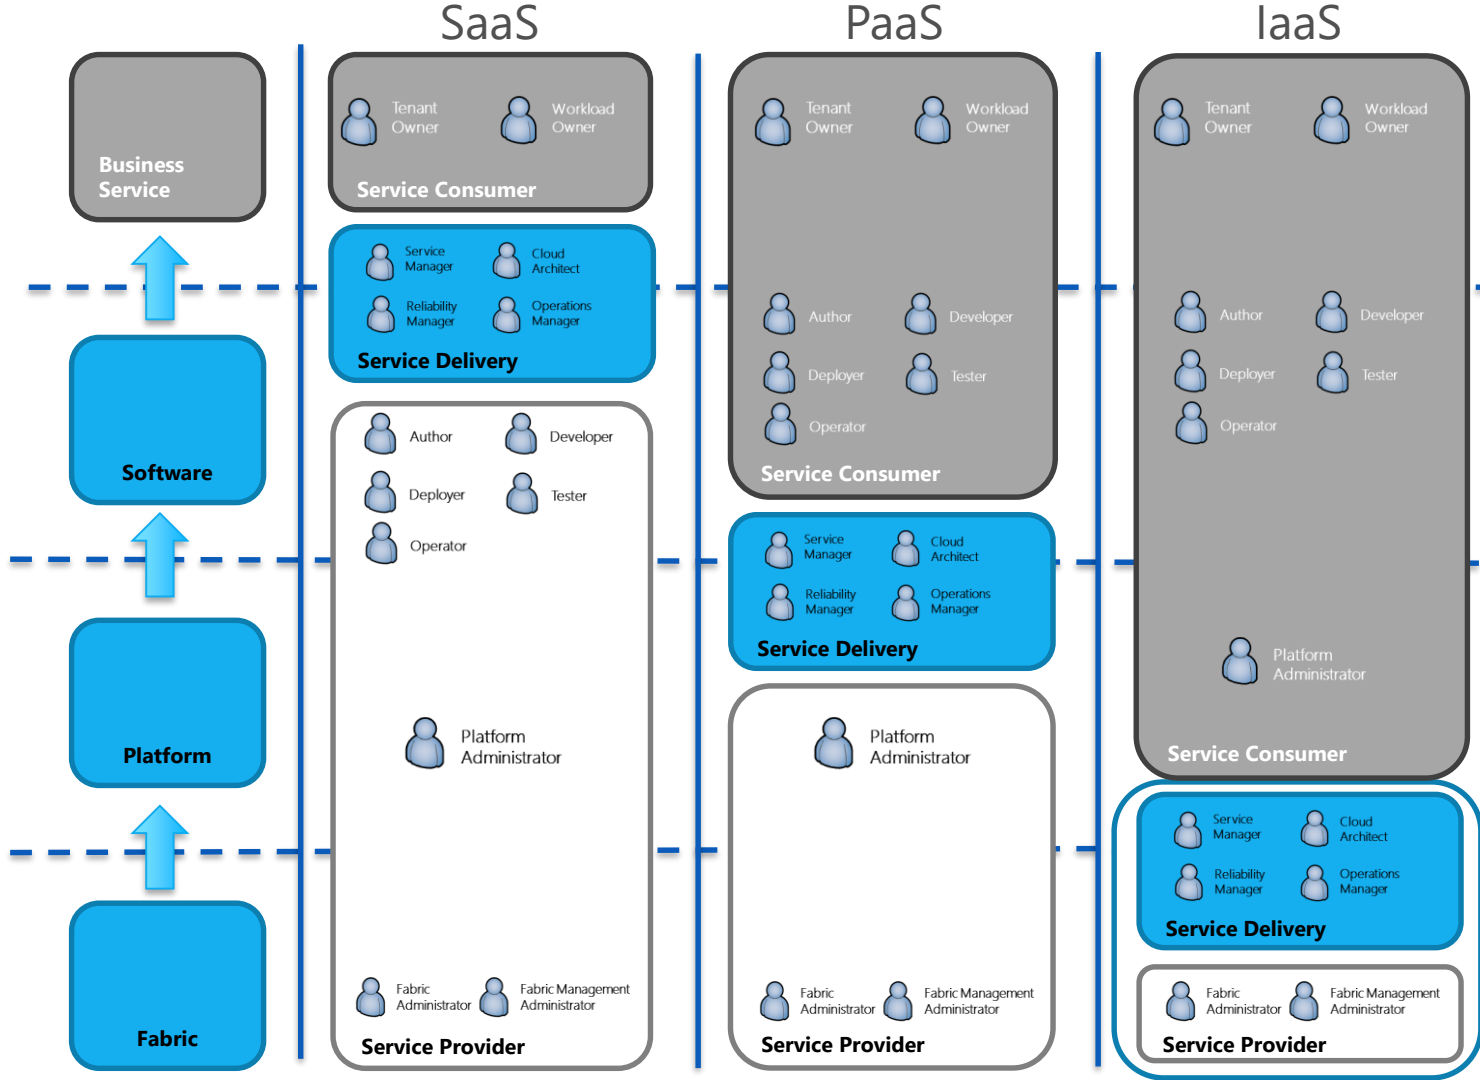 SaaS
PaaS
IaaS
Business
Service
Software
Platform
Fabric
Tenant
Owner
Workload
Owner
Service Consumer
Service
Manager
Cloud
Architect
Reliability
Manager
Operations
Manager
Service Delivery
Author
Developer
Deployer
Tester
Operator
Platform
Administrator
Fabric
Administrator
Fabric Management
Administrator
Service Provider
Tenant
Owner
Workload
Owner
Author
Developer
Deployer
Tester
Operator
Service Consumer
Service
Manager
Cloud
Architect
Reliability
Manager
Operations
Manager
Service Delivery
Platform
Administrator
Fabric
Administrator
Fabric Management
Administrator
Service Provider
Tenant
Owner
Workload
Owner
Author
Developer
Deployer
Tester
Operator
Platform
Administrator
Service Consumer
Service
Manager
Cloud
Architect
Reliability
Manager
Operations
Manager
Service Delivery
Fabric
Administrator
Fabric Management
Administrator
Service Provider